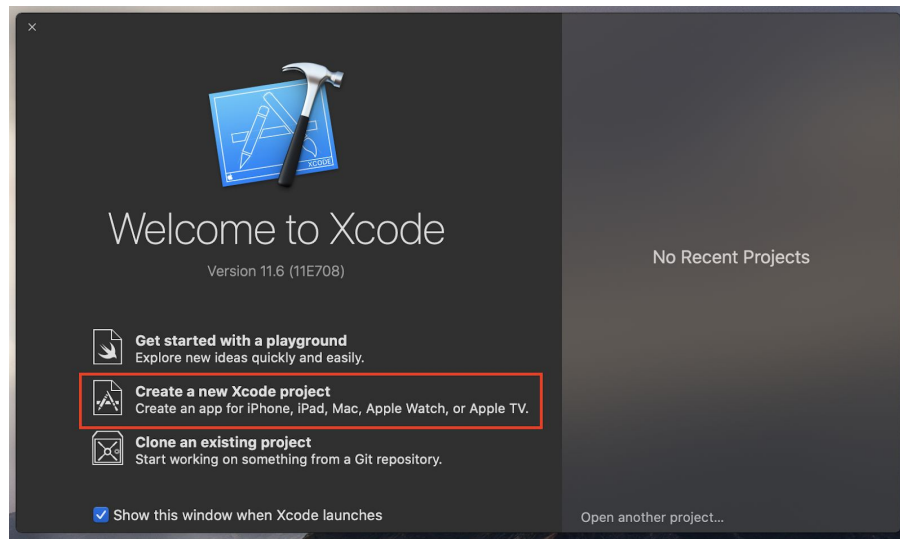 XCODE
Welcome to Xcode
Version 11.6 (11E708)
Get started with a playground
Explore new ideas quickly and easily.
Create a new Xcode project
Create an app for iPhone, iPad, Mac, Apple Watch, or Apple TV.
Clone an existing project
Start working on something from a Git repository.
Show this window when Xcode launches
No Recent Projects
Open another project...